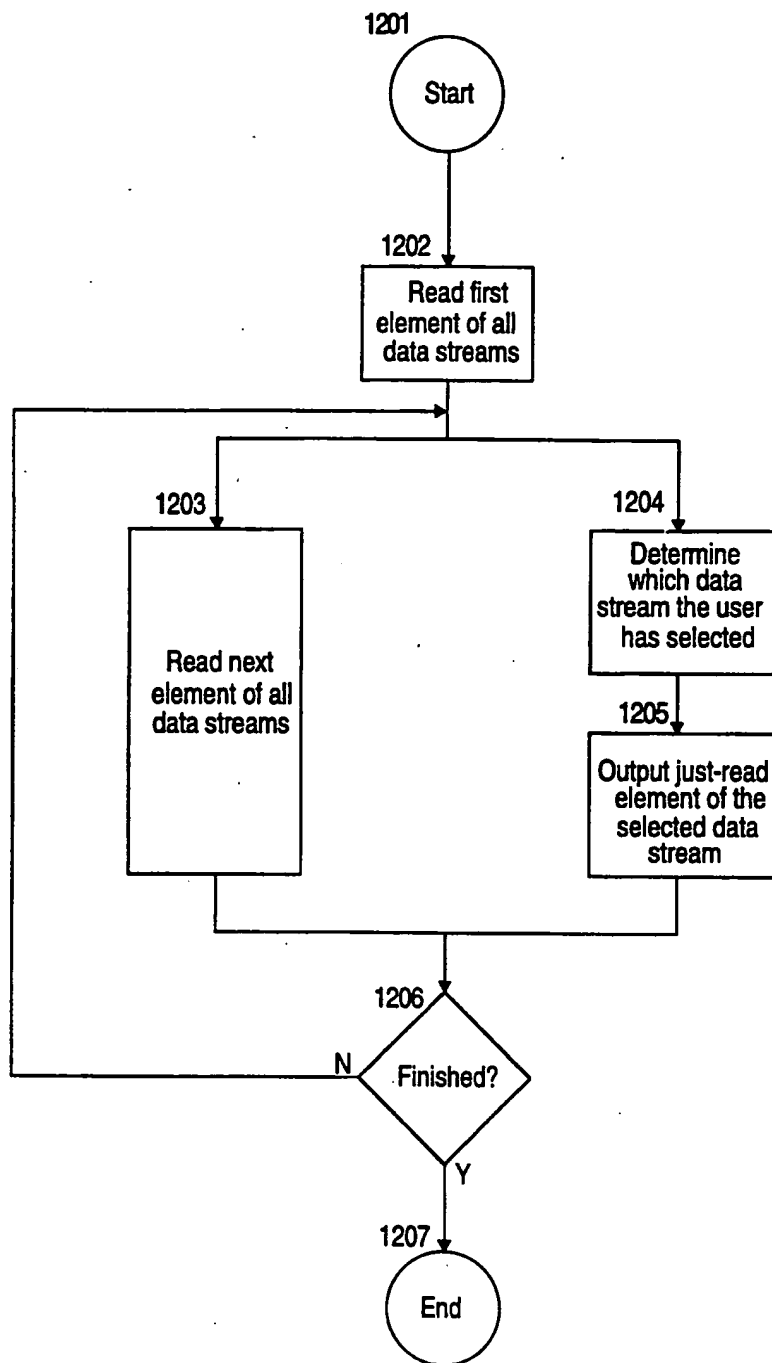 1201
Start
1202
Read first
element of all
data streams
1203
1204
Read next
element of all
data streams
Determine
which data
stream the user
has selected
1205
Output just-read
element of the
selected data
stream
1206
N
Finished?
Y
1207
End